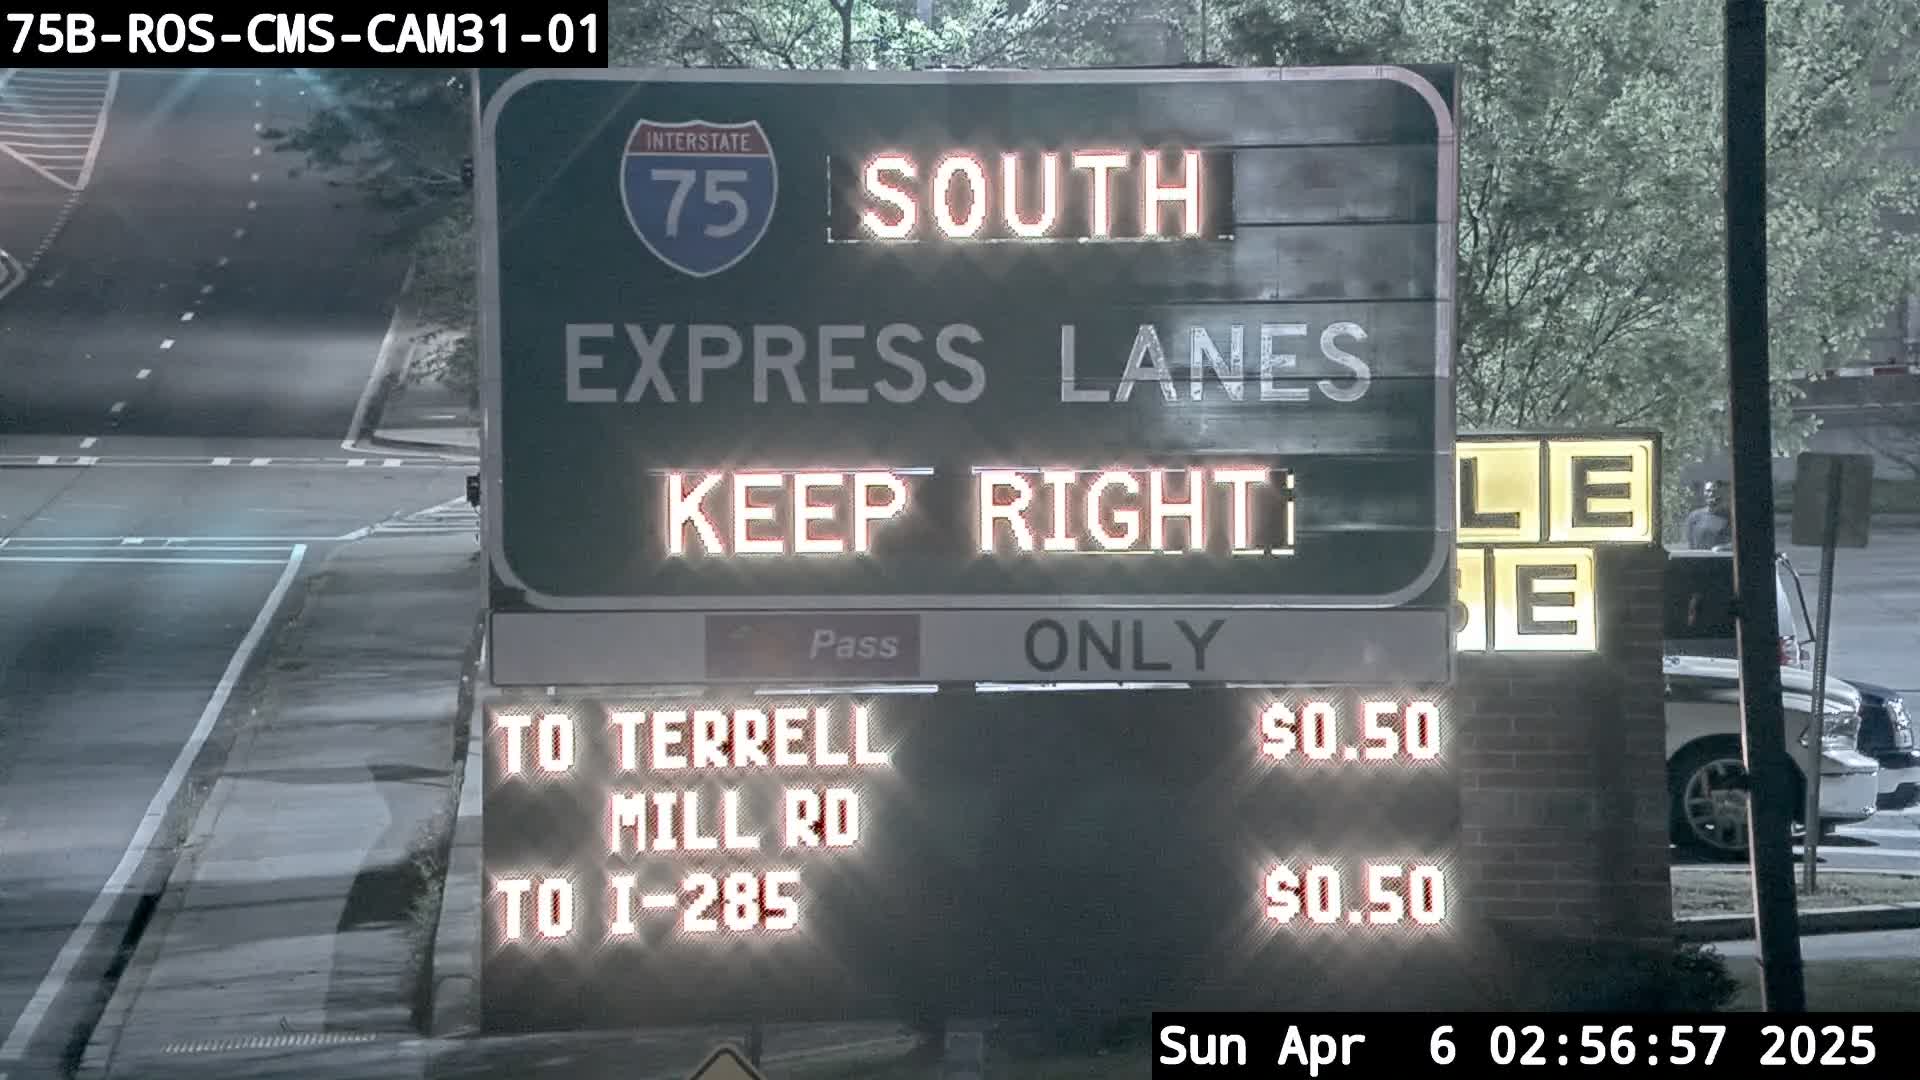 75B-ROS-CMS-CAM31-01
INTERSTATE
75
SOUTH
EXPRESS LANES
KEEP RIGHT
Pass ONLY
TO TERRELL $0.50
MILL RD
TO I-285 $0.50
LE
SE
Sun Apr 6 02:56:57 2025